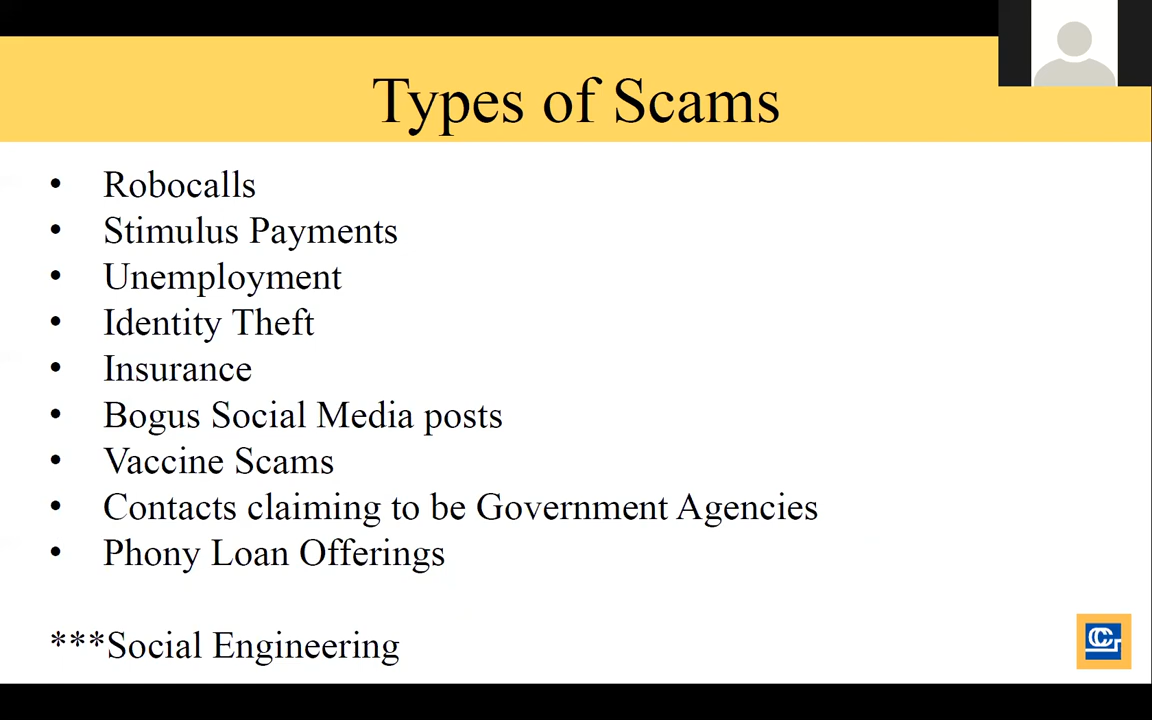 Types of Scams
• Robocalls
• Stimulus Payments
• Unemployment
• Identity Theft
• Insurance
• Bogus Social Media posts
• Vaccine Scams
• Contacts claiming to be Government Agencies
• Phony Loan Offerings
***Social Engineering